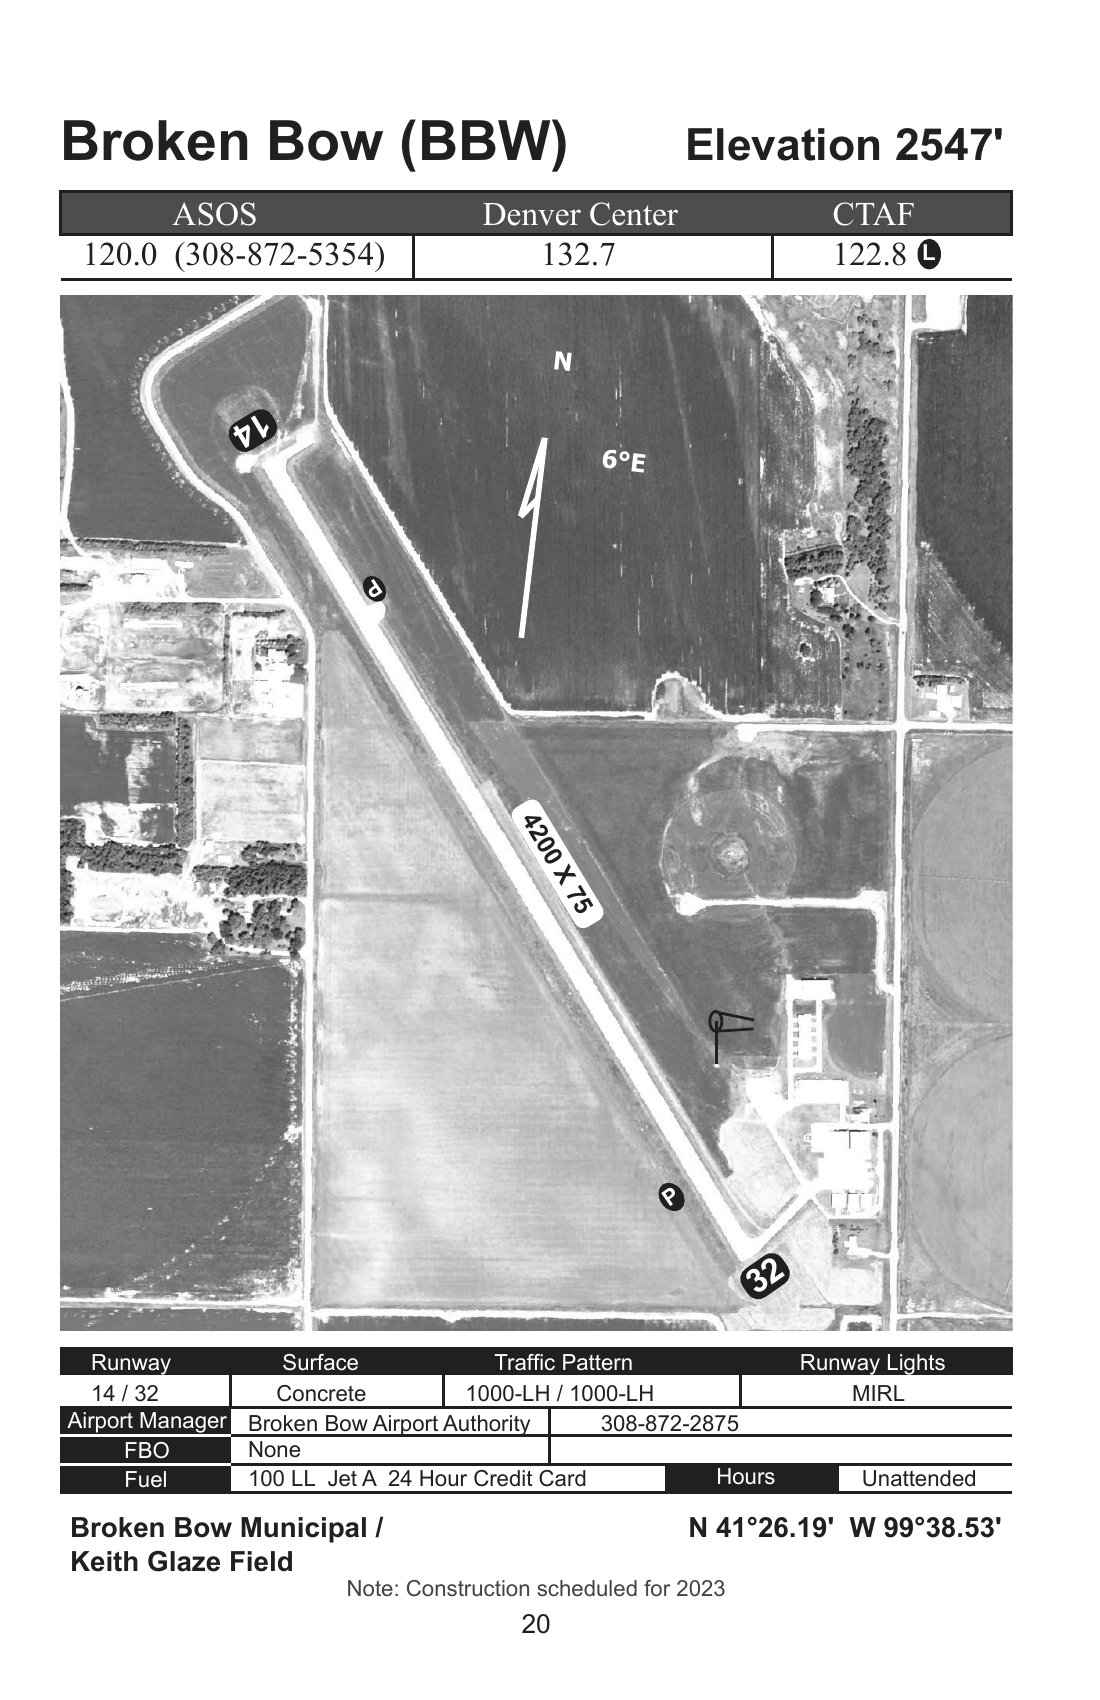 Broken Bow (BBW) Elevation 2547'
ASOS Denver Center CTAF
120.0 (308-872-5354) 132.7 122.8 L
N
14
6°E
P
4200 X 75
P
32
Runway Surface Traffic Pattern Runway Lights
14 / 32 Concrete 1000-LH / 1000-LH MIRL
Airport Manager Broken Bow Airport Authority 308-872-2875
FBO None
Fuel 100 LL Jet A 24 Hour Credit Card Hours Unattended
Broken Bow Municipal / N 41°26.19' W 99°38.53'
Keith Glaze Field
Note: Construction scheduled for 2023
20